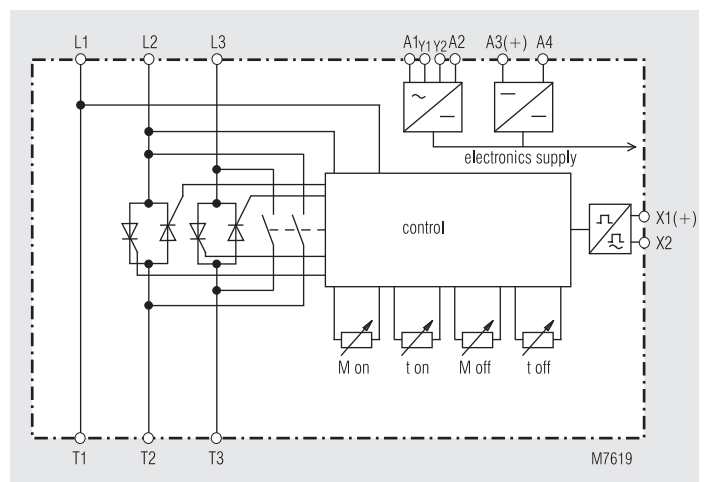 L1 L2 L3 A1 Y1 Y2 A2 A3(+) A4
electronics supply
control
X1(+)
X2
M on t on M off t off
T1 T2 T3
M7619